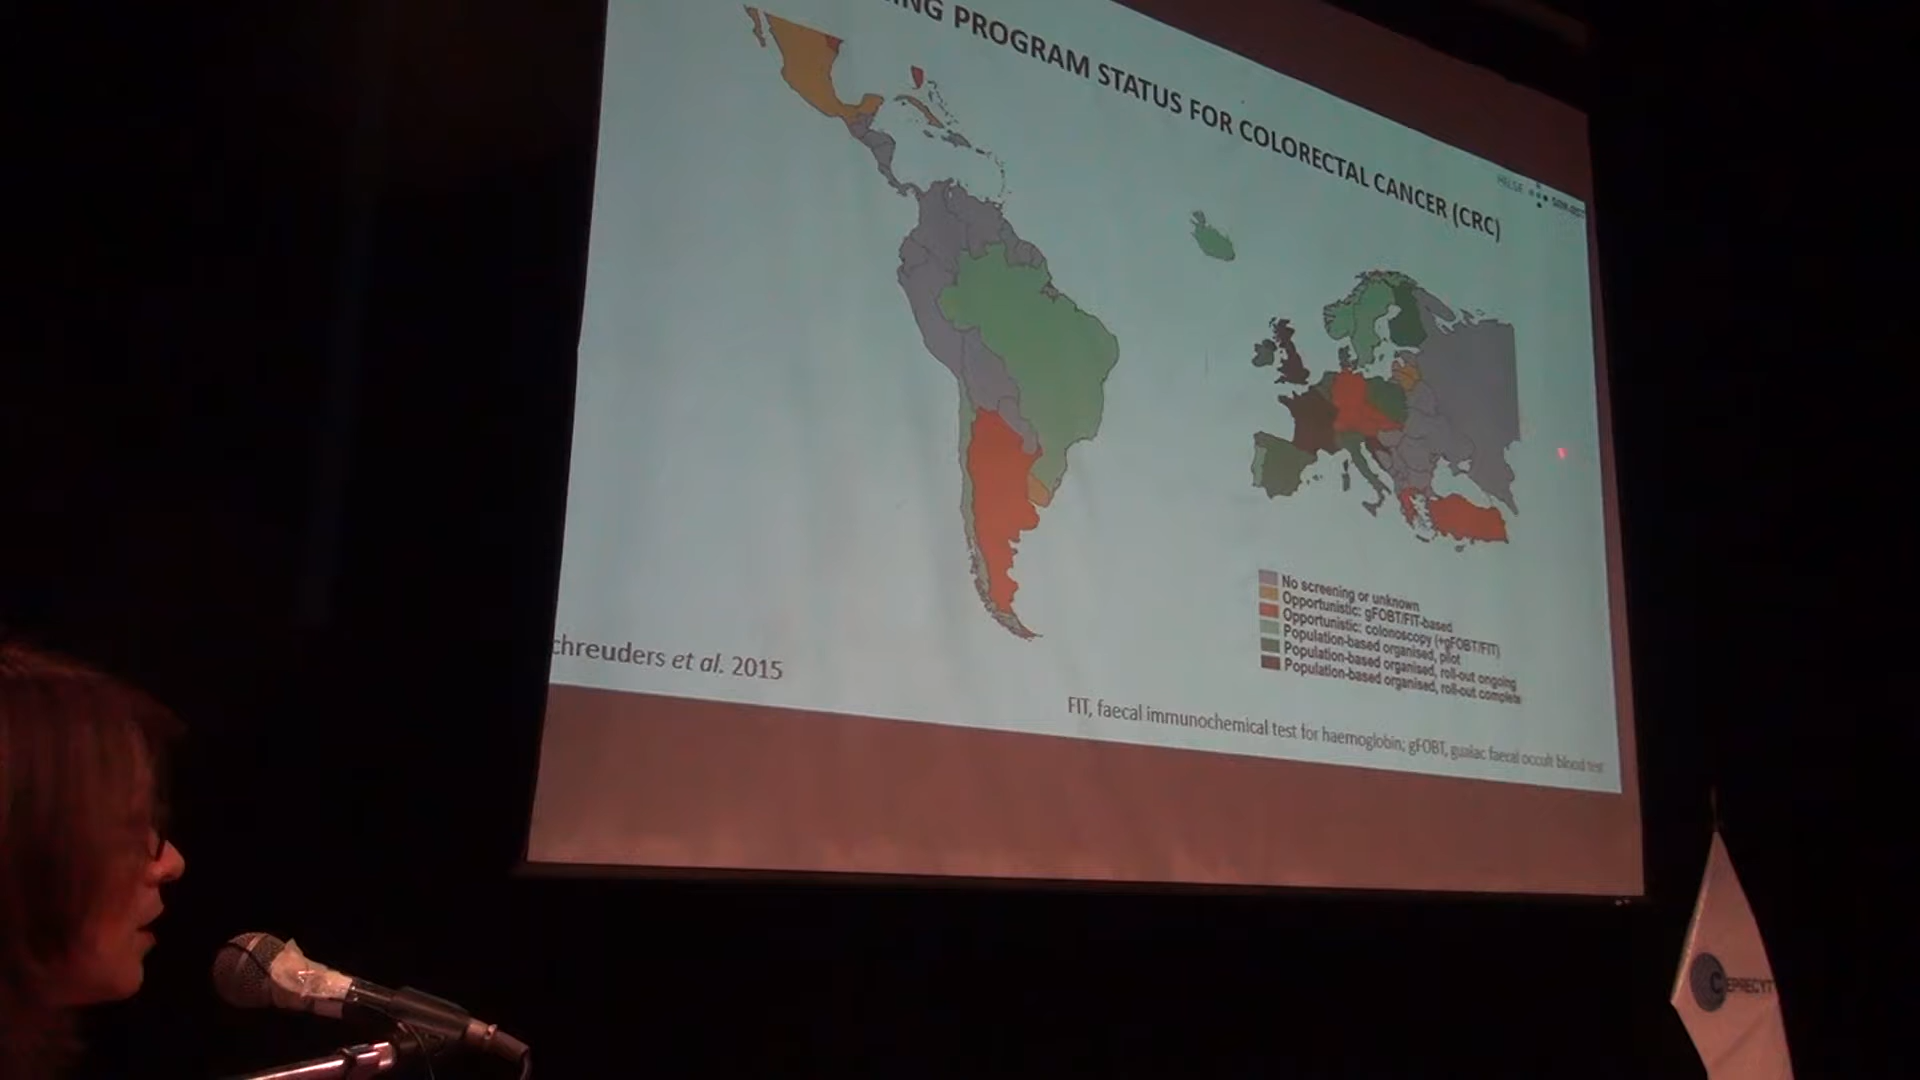 PROGRAM STATUS FOR COLORECTAL CANCER (CRC)
No screening or unknown
Opportunistic: gFOBT/FIT-based
Opportunistic: colonoscopy (+gFOBT/FIT)
Population-based organised, pilot
Population-based organised, roll-out ongoing
Population-based organised, roll-out complete
chreuders et al. 2015
FIT, faecal immunochemical test for haemoglobin; gFOBT, guaiac faecal occult blood test
CEPRECYT